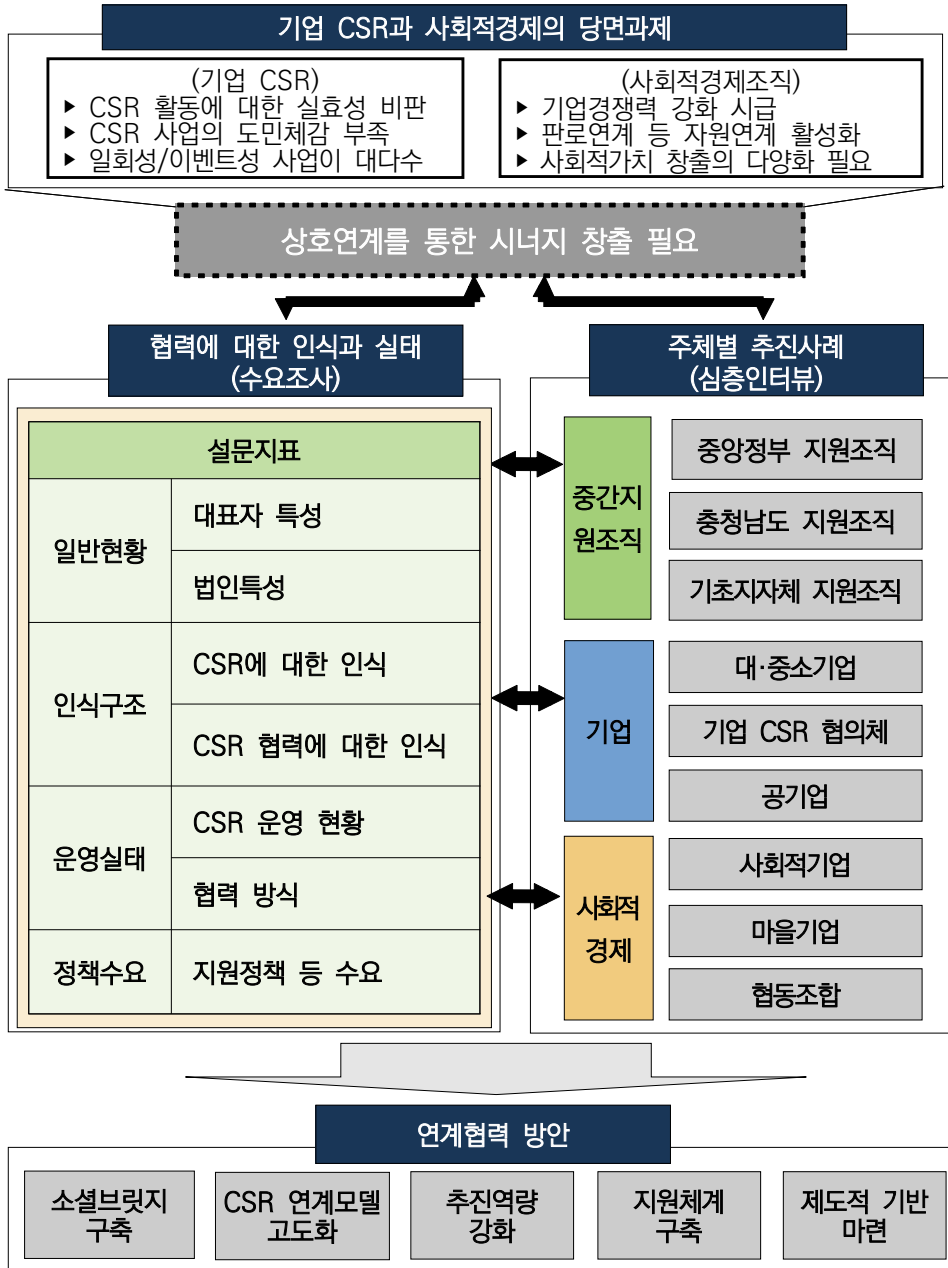 기업 CSR과 사회적경제의 당면과제
(기업 CSR)
▶ CSR 활동에 대한 실효성 비판
▶ CSR 사업의 도민체감 부족
▶ 일회성/이벤트성 사업이 대다수
(사회적경제조직)
▶ 기업경쟁력 강화 시급
▶ 판로연계 등 자원연계 활성화
▶ 사회적가치 창출의 다양화 필요
상호연계를 통한 시너지 창출 필요
협력에 대한 인식과 실태
(수요조사)
설문지표
일반현황
대표자 특성
법인특성
인식구조
CSR에 대한 인식
CSR 협력에 대한 인식
운영실태
CSR 운영 현황
협력 방식
정책수요
지원정책 등 수요
주체별 추진사례
(심층인터뷰)
중간지
원조직
중앙정부 지원조직
충청남도 지원조직
기초지자체 지원조직
기업
대·중소기업
기업 CSR 협의체
공기업
사회적
경제
사회적기업
마을기업
협동조합
연계협력 방안
소셜브릿지
구축
CSR 연계모델
고도화
추진역량
강화
지원체계
구축
제도적 기반
마련